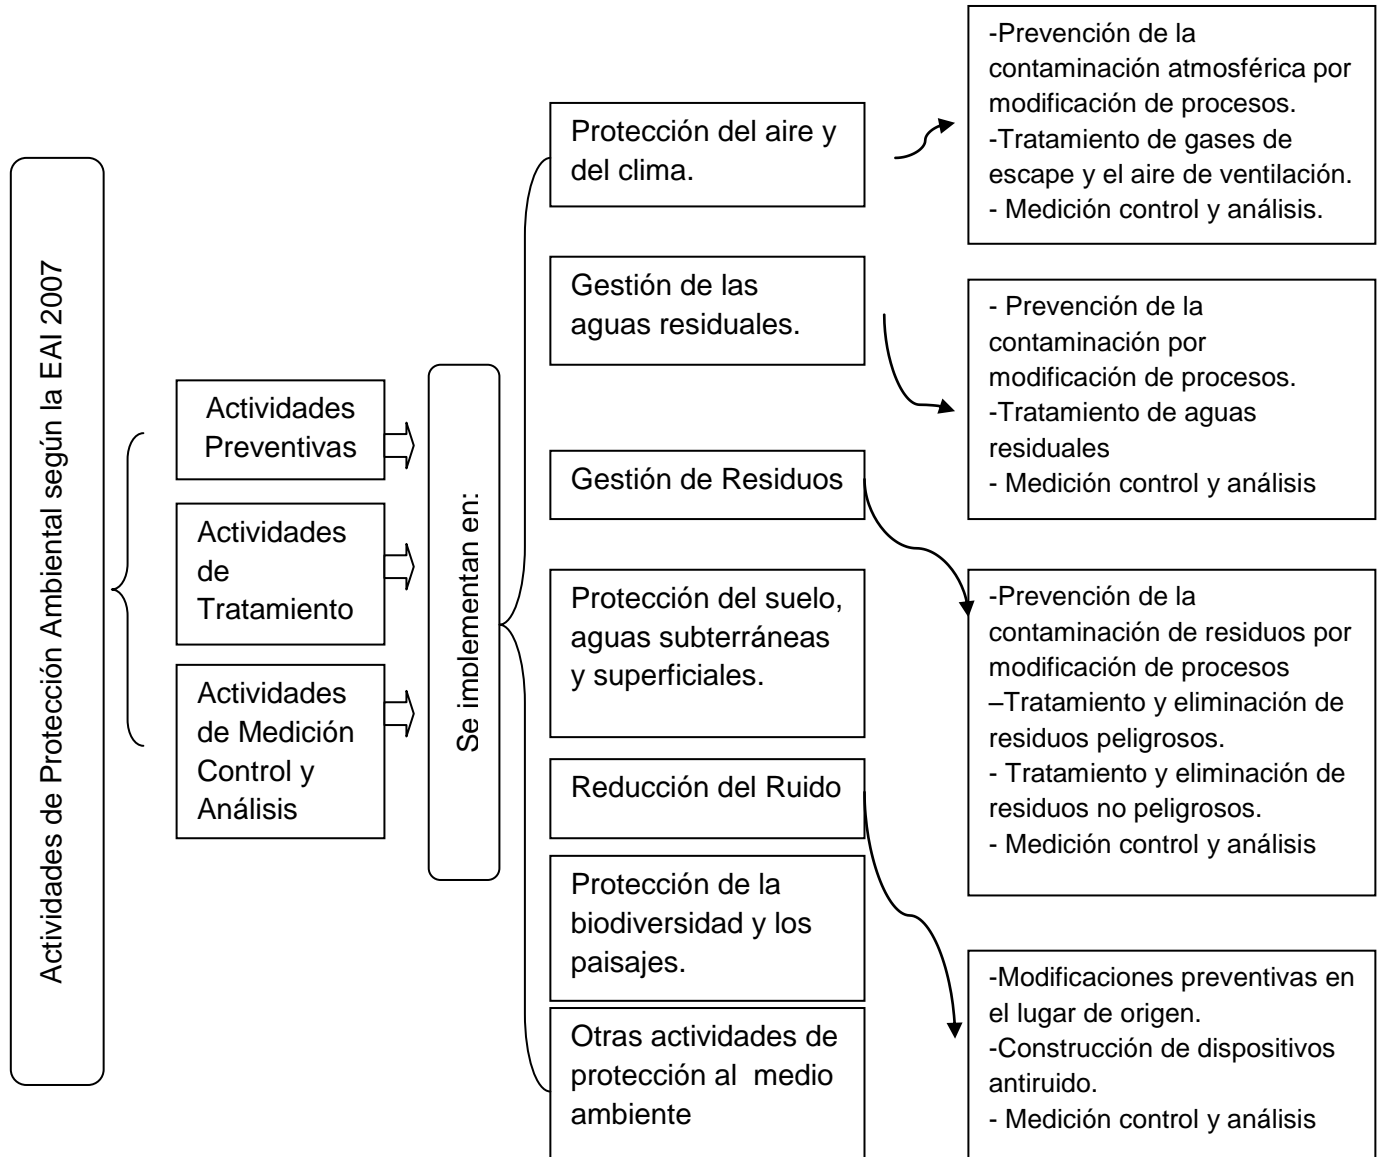 Actividades de Protección Ambiental según la EAI 2007
Actividades
Preventivas
Actividades
de
Tratamiento
Actividades
de Medición
Control y
Análisis
Se implementan en:
Protección del aire y
del clima.
Gestión de las
aguas residuales.
Gestión de Residuos
Protección del suelo,
aguas subterráneas
y superficiales.
Reducción del Ruido
Protección de la
biodiversidad y los
paisajes.
Otras actividades de
protección al medio
ambiente
-Prevención de la
contaminación atmosférica por
modificación de procesos.
-Tratamiento de gases de
escape y el aire de ventilación.
- Medición control y análisis.
- Prevención de la
contaminación por
modificación de procesos.
-Tratamiento de aguas
residuales
- Medición control y análisis
-Prevención de la
contaminación de residuos por
modificación de procesos
–Tratamiento y eliminación de
residuos peligrosos.
- Tratamiento y eliminación de
residuos no peligrosos.
- Medición control y análisis
-Modificaciones preventivas en
el lugar de origen.
-Construcción de dispositivos
antiruido.
- Medición control y análisis